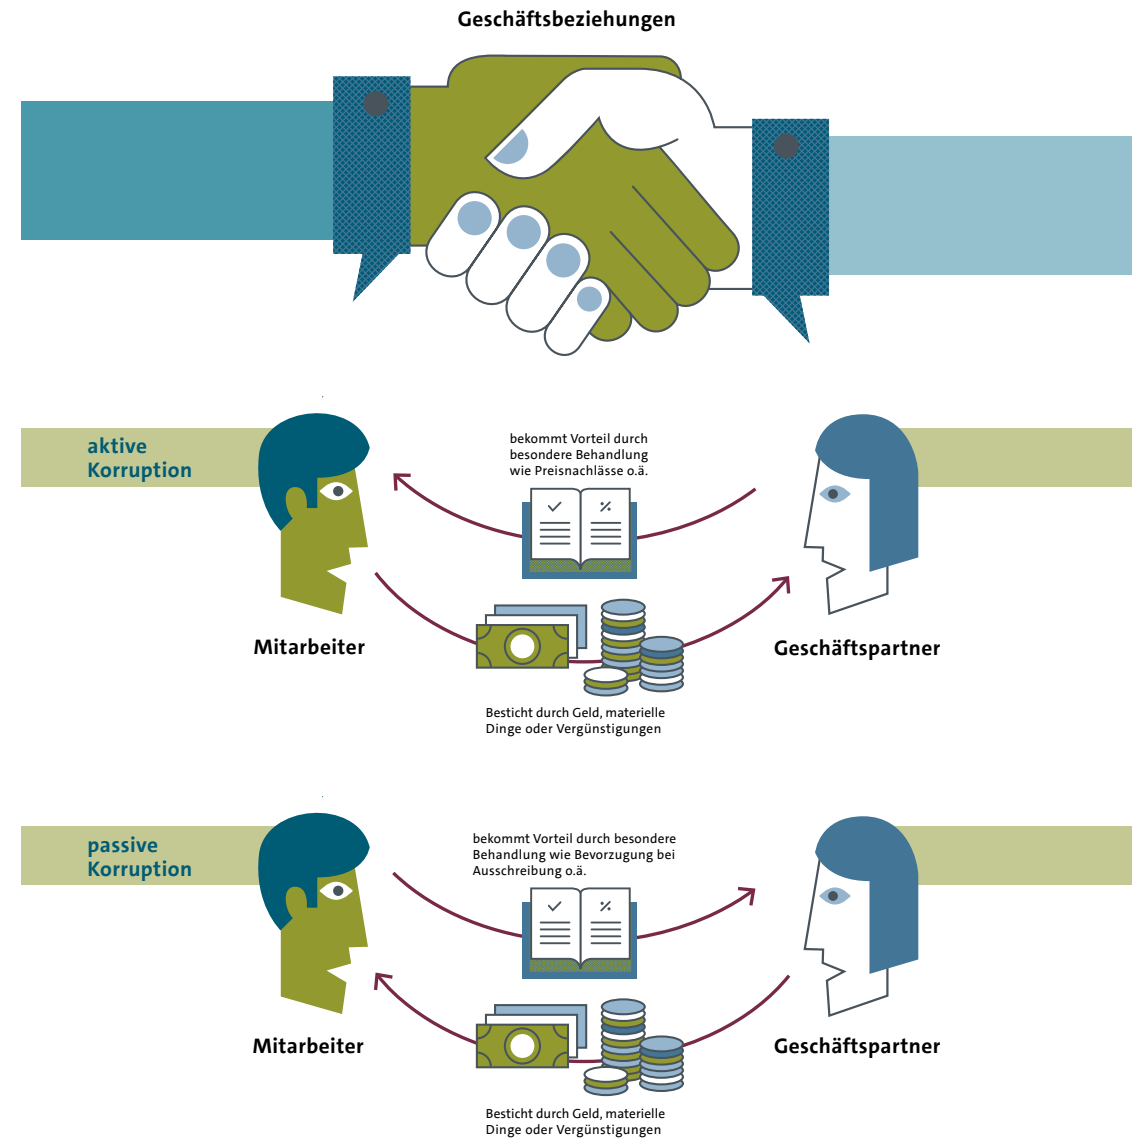 Geschäftsbeziehungen
aktive
Korruption
bekommt Vorteil durch
besondere Behandlung
wie Preisnachlässe o.ä.
Mitarbeiter
Geschäftspartner
Besticht durch Geld, materielle
Dinge oder Vergünstigungen
passive
Korruption
bekommt Vorteil durch besondere
Behandlung wie Bevorzugung bei
Ausschreibung o.ä.
Mitarbeiter
Geschäftspartner
Besticht durch Geld, materielle
Dinge oder Vergünstigungen